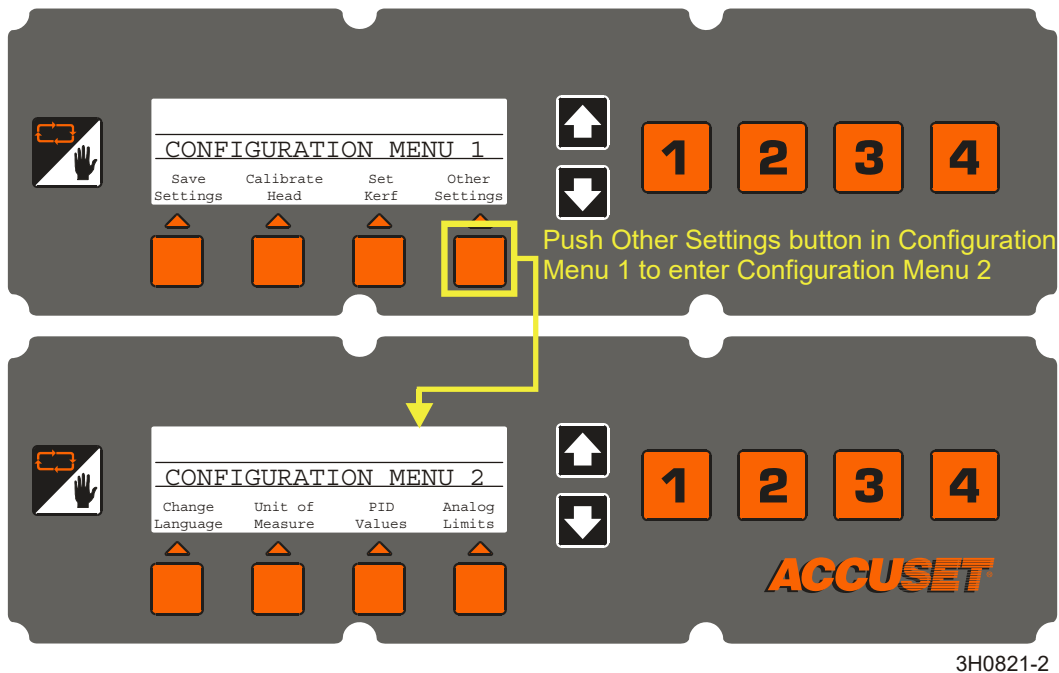 CONFIGURATION MENU 1
Save Settings
Calibrate Head
Set Kerf
Other Settings
1 2 3 4
Push Other Settings button in Configuration
Menu 1 to enter Configuration Menu 2
CONFIGURATION MENU 2
Change Language
Unit of Measure
PID Values
Analog Limits
1 2 3 4
ACCUSET
3H0821-2